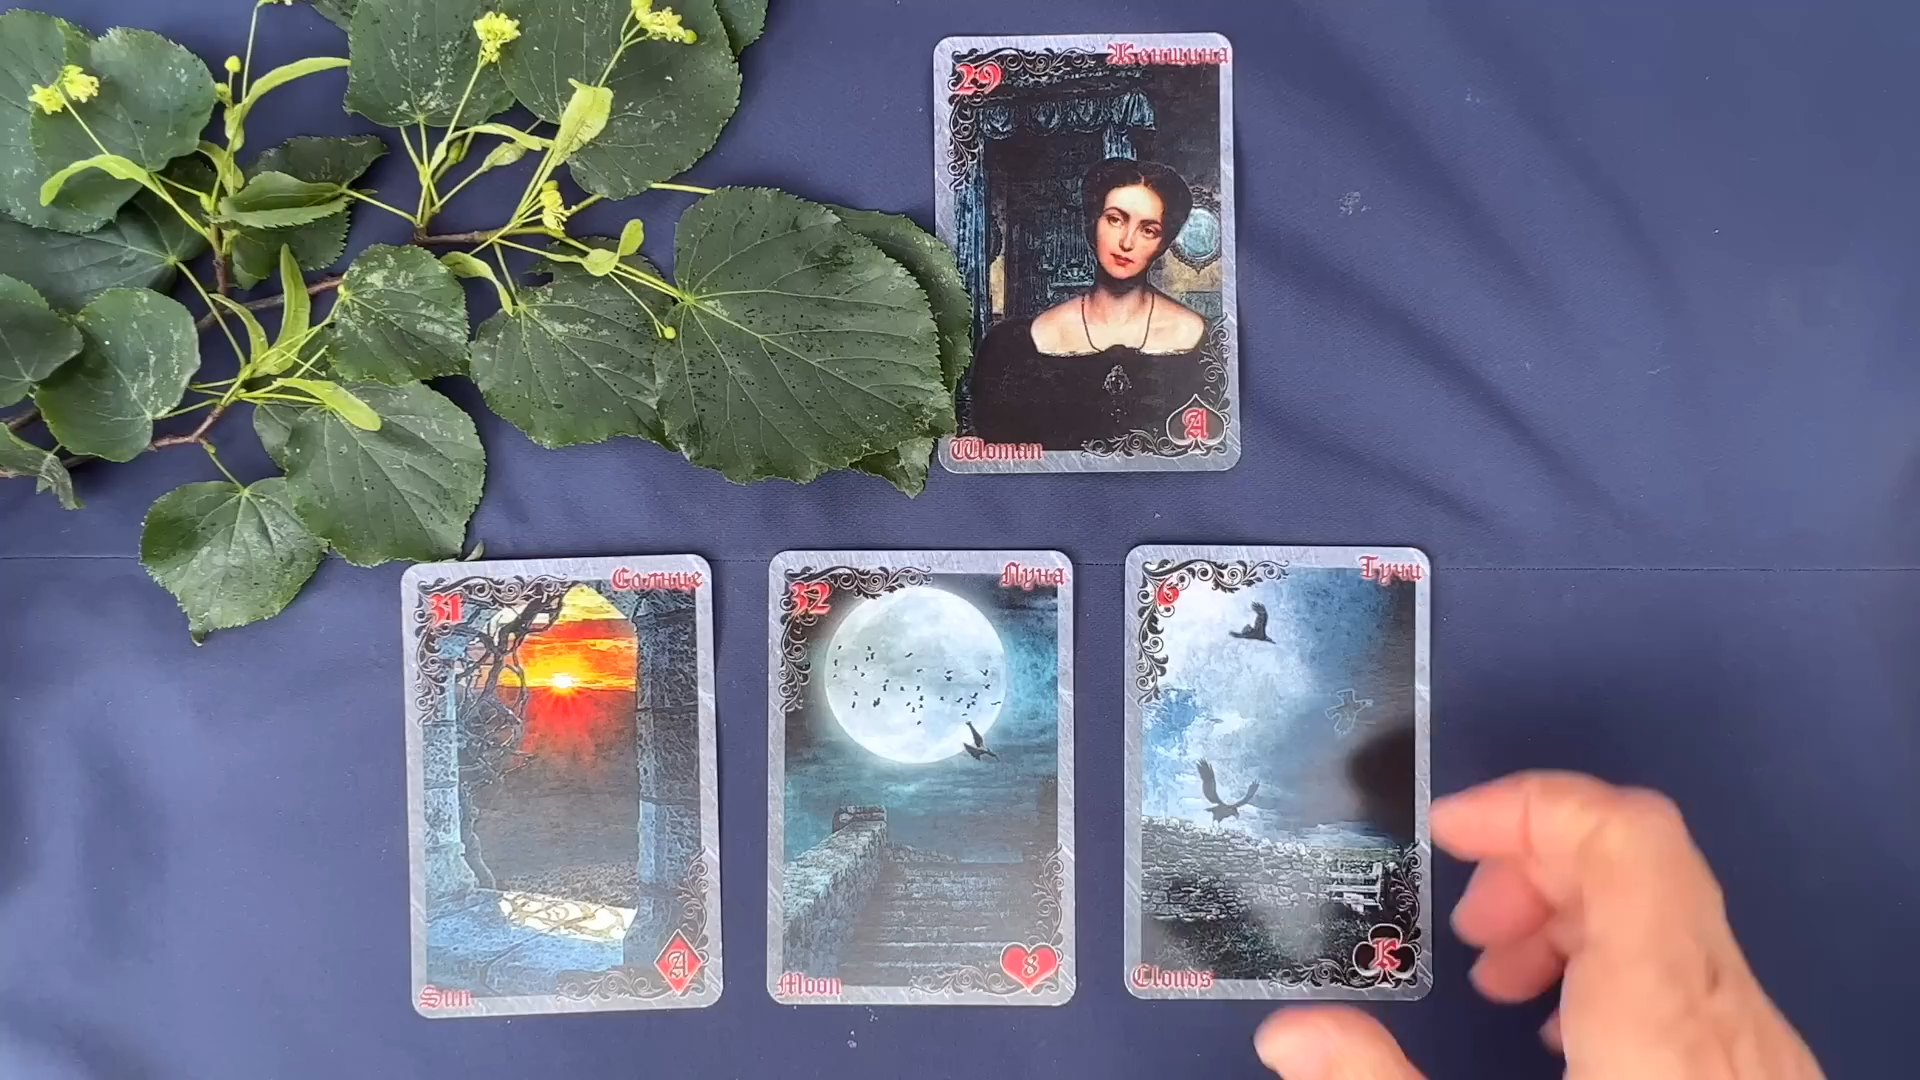 29
Женщина
Woman
A
31
Солнце
Sun
A
32
Луна
Moon
8
6
Тучи
Clouds
K